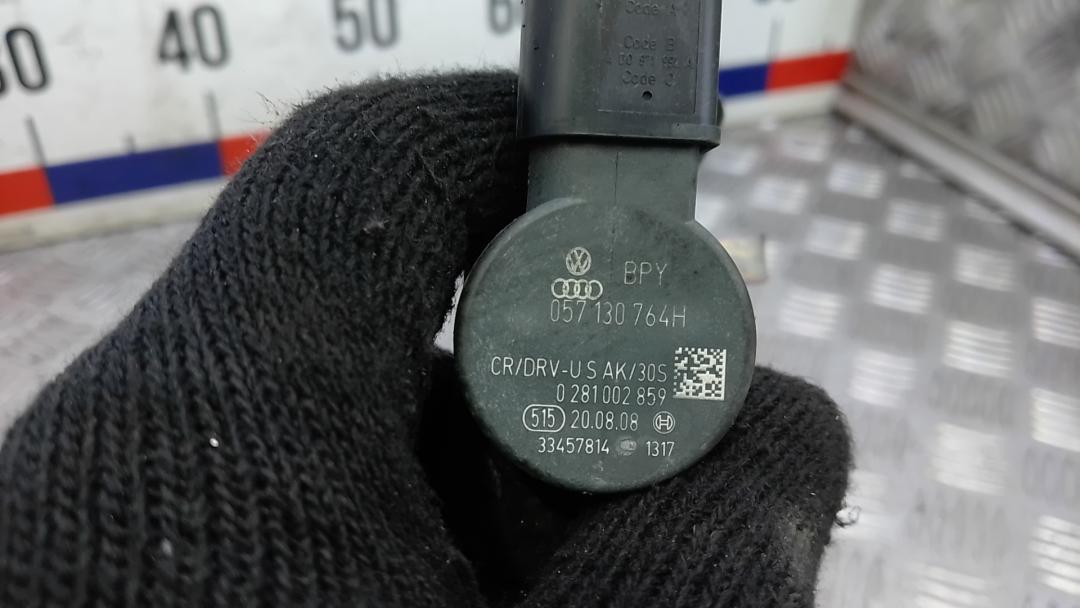 40
50
Code A
Code B
Code C
BPY
057 130 764H
CR/DRV-U S AK/30S
0 281 002 859
515 20.08.08
33457814 1317